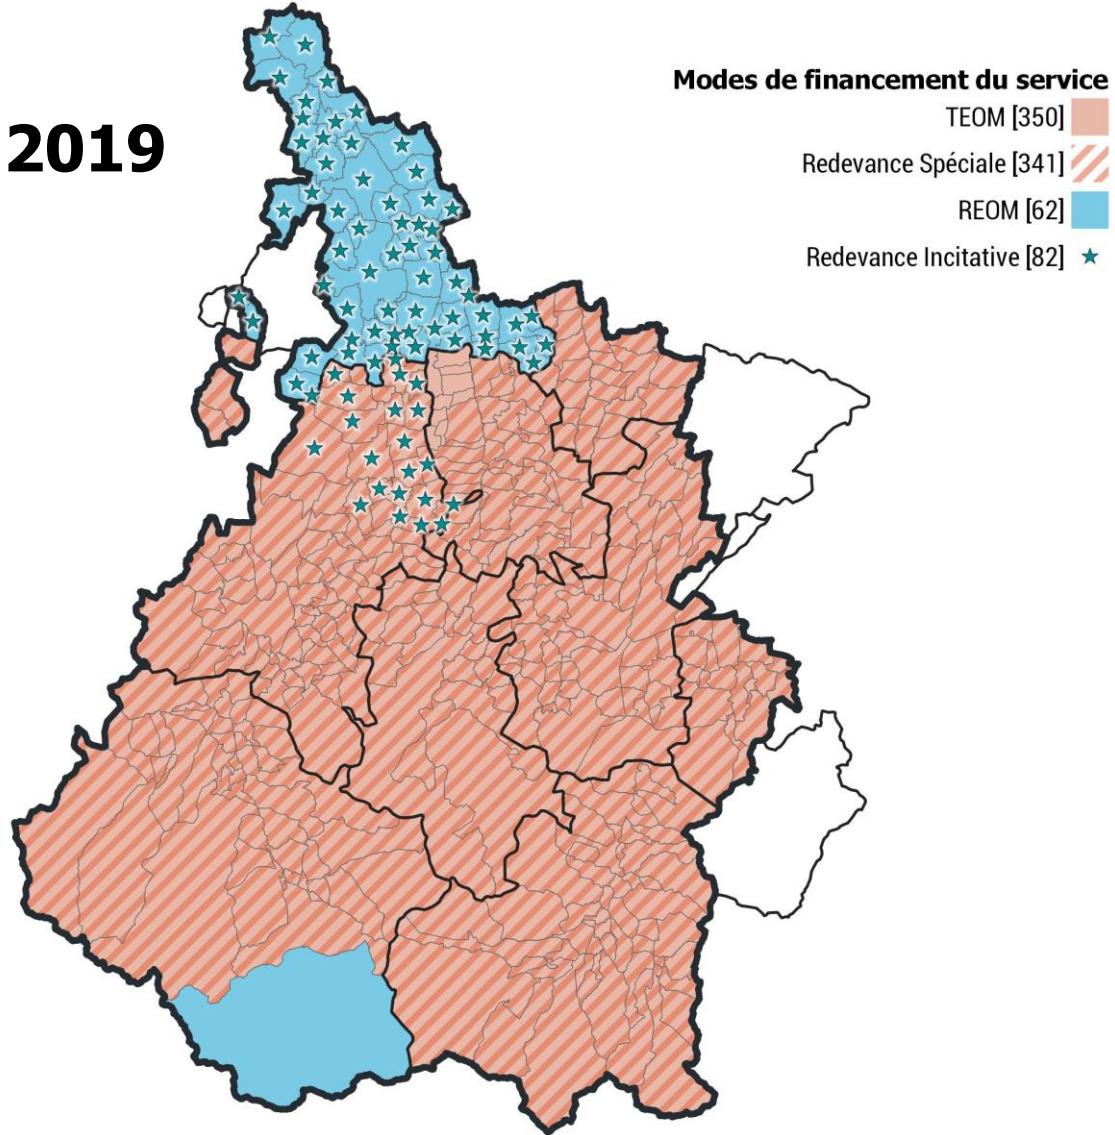 Modes de financement du service
TEOM [350]
2019
Redevance Spéciale [341]
REOM [62]
Redevance Incitative [82]